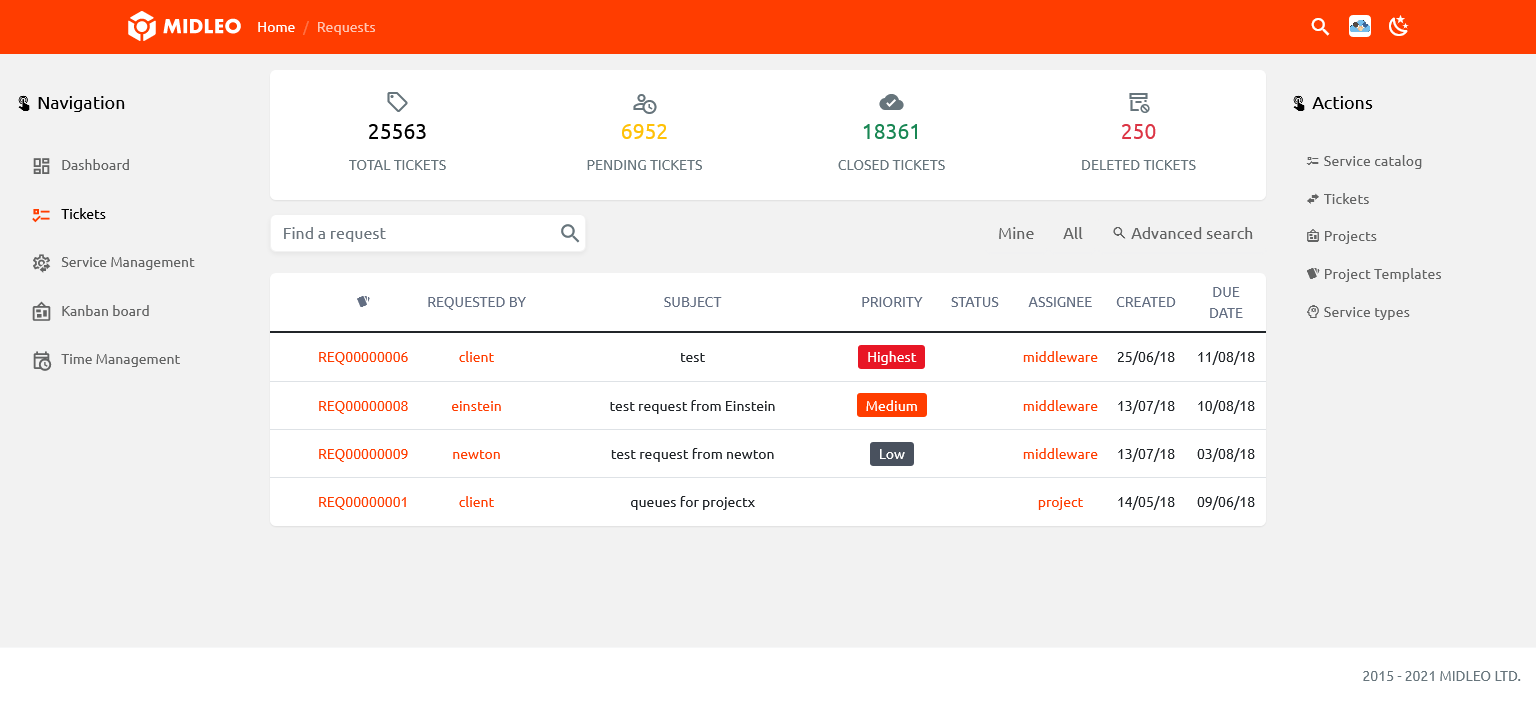 MIDLEO Home / Requests
Navigation
Dashboard
Tickets
Service Management
Kanban board
Time Management
25563 6952 18361 250
TOTAL TICKETS PENDING TICKETS CLOSED TICKETS DELETED TICKETS
Find a request Mine All Advanced search
REQUESTED BY SUBJECT PRIORITY STATUS ASSIGNEE CREATED DUE DATE
REQ00000006 client test Highest middleware 25/06/18 11/08/18
REQ00000008 einstein test request from Einstein Medium middleware 13/07/18 10/08/18
REQ00000009 newton test request from newton Low middleware 13/07/18 03/08/18
REQ00000001 client queues for projectx project 14/05/18 09/06/18
Actions
Service catalog
Tickets
Projects
Project Templates
Service types
2015 - 2021 MIDLEO LTD.